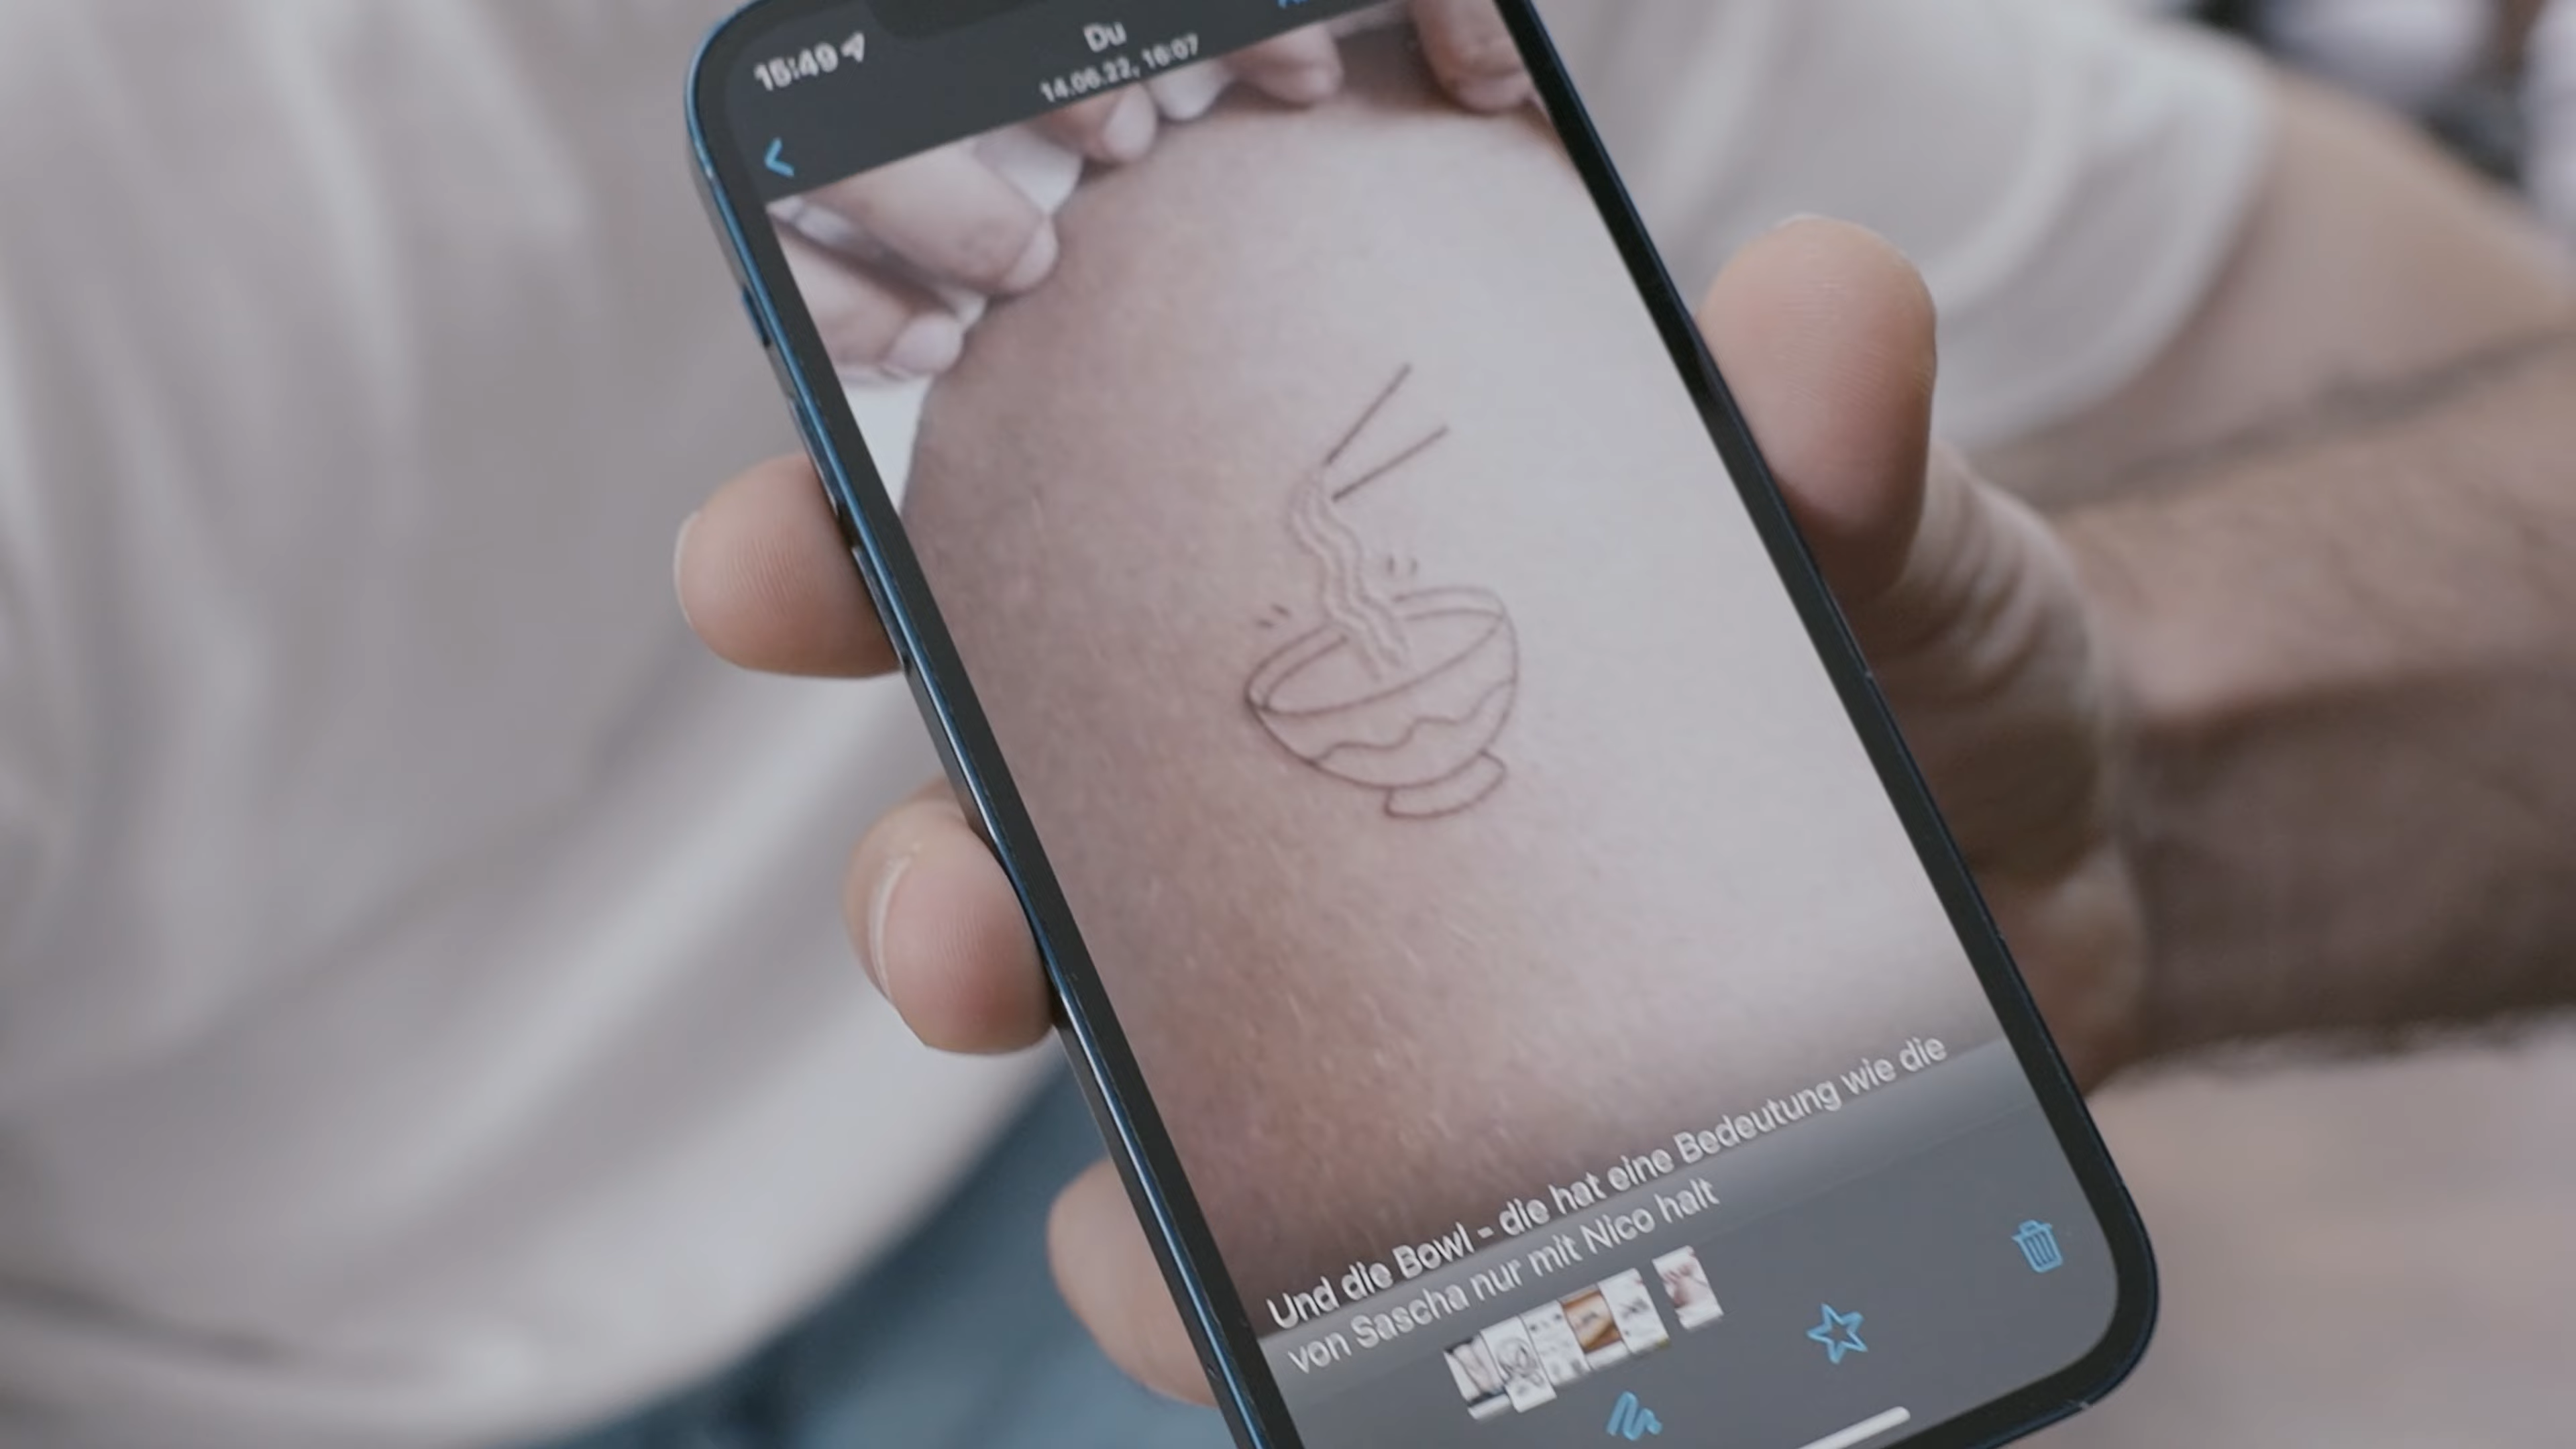 15:49
Du
14.06.22, 16:07
Und die Bowl - die hat eine Bedeutung wie die
von Sascha nur mit Nico halt